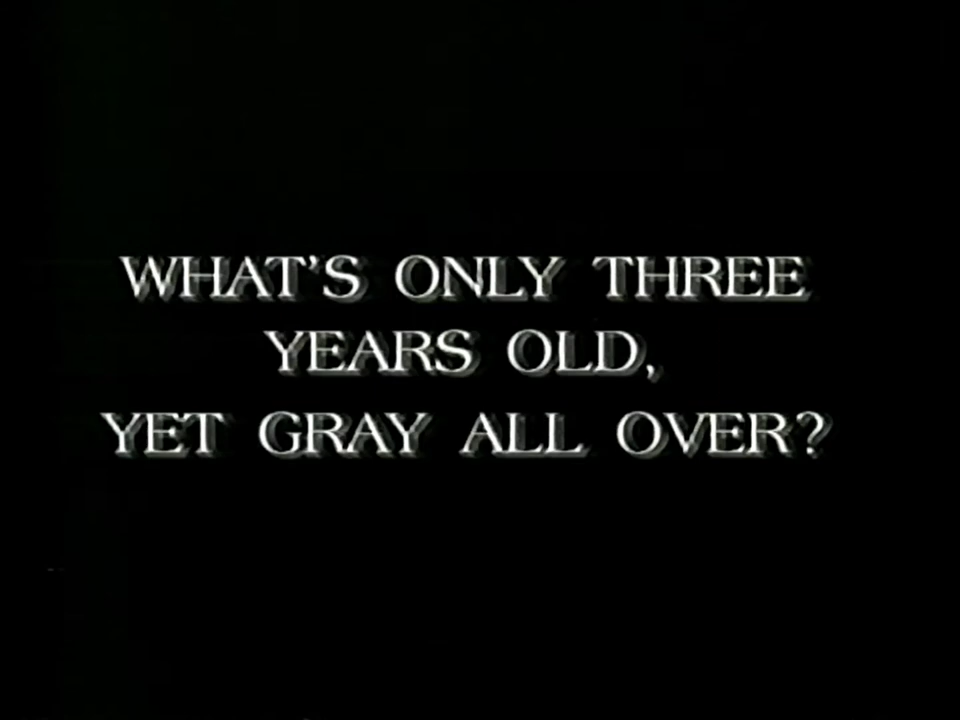 WHAT'S ONLY THREE
YEARS OLD,
YET GRAY ALL OVER?